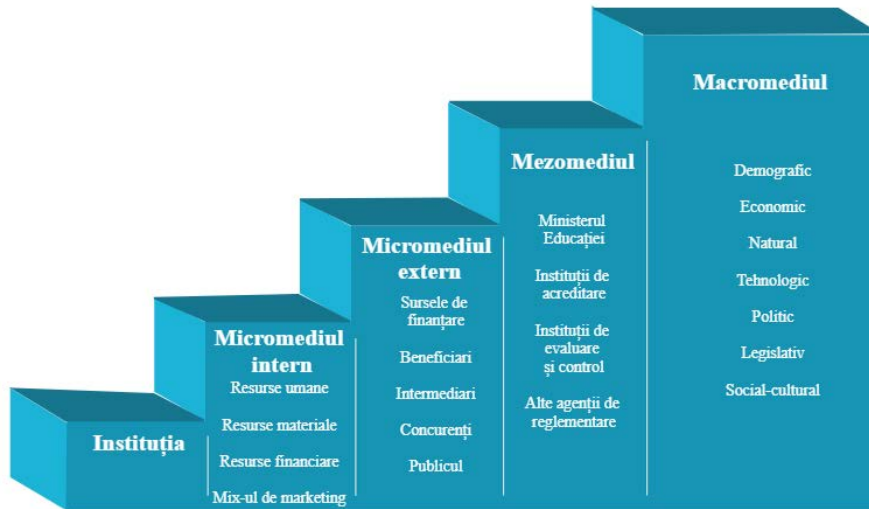 Instituția
Micromediul
intern
Resurse umane
Resurse materiale
Resurse financiare
Mix-ul de marketing
Micromediul
extern
Sursele de
finanțare
Beneficiari
Intermediari
Concurenți
Publicul
Mezomediul
Ministerul
Educației
Instituții de
acreditare
Instituții de
evaluare
și control
Alte agenții de
reglementare
Macromediul
Demografic
Economic
Natural
Tehnologic
Politic
Legislativ
Social-cultural